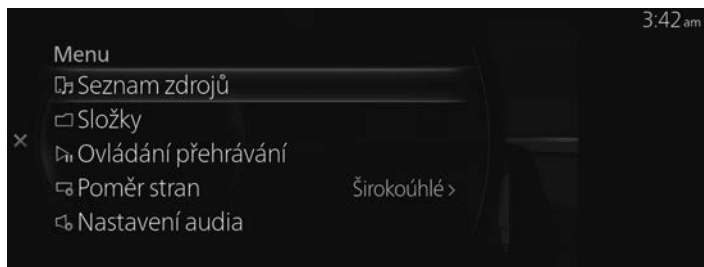 3:42 am
Menu
Seznam zdrojů
Složky
Ovládání přehrávání
Poměr stran Širokoúhlé >
Nastavení audia